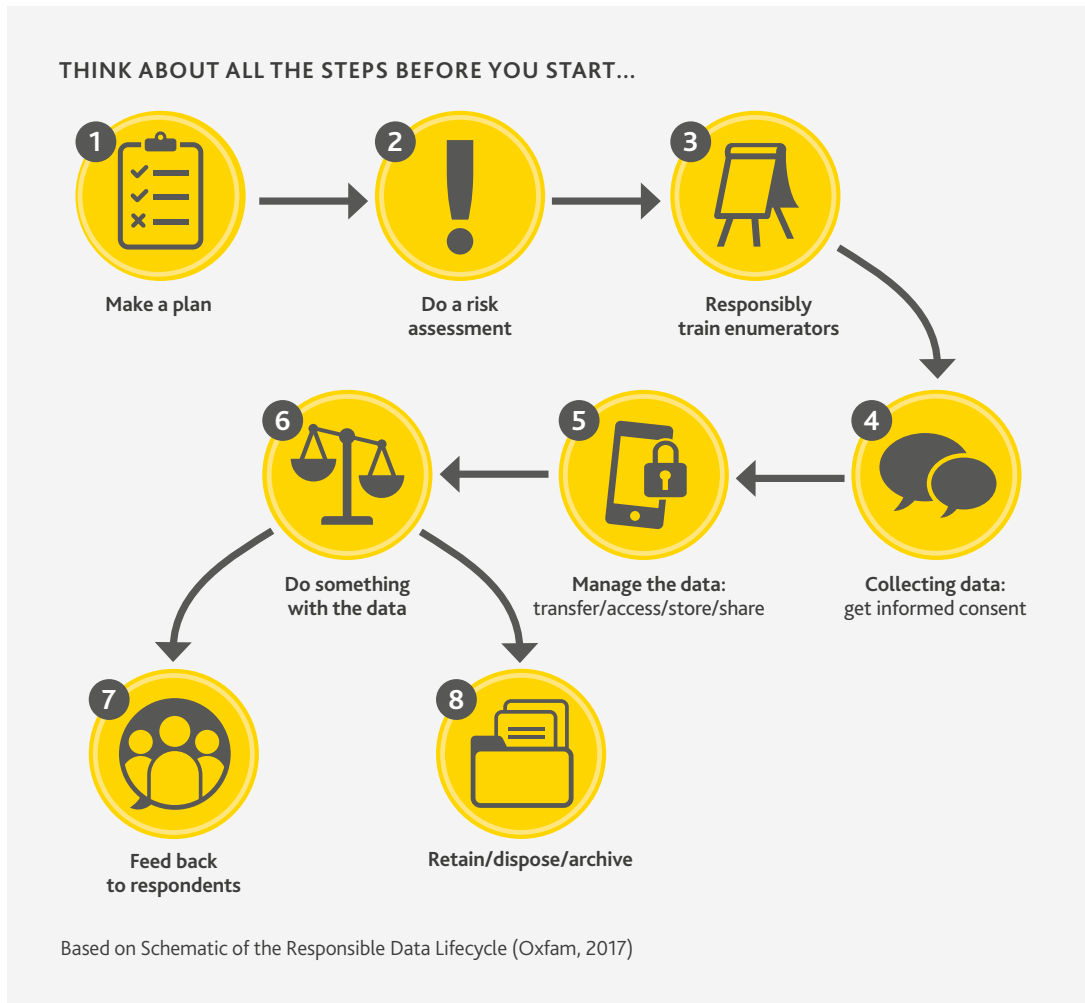 THINK ABOUT ALL THE STEPS BEFORE YOU START...
1
Make a plan
2
Do a risk
assessment
3
Responsibly
train enumerators
4
Collecting data:
get informed consent
5
Manage the data:
transfer/access/store/share
6
Do something
with the data
7
Feed back
to respondents
8
Retain/dispose/archive
Based on Schematic of the Responsible Data Lifecycle (Oxfam, 2017)